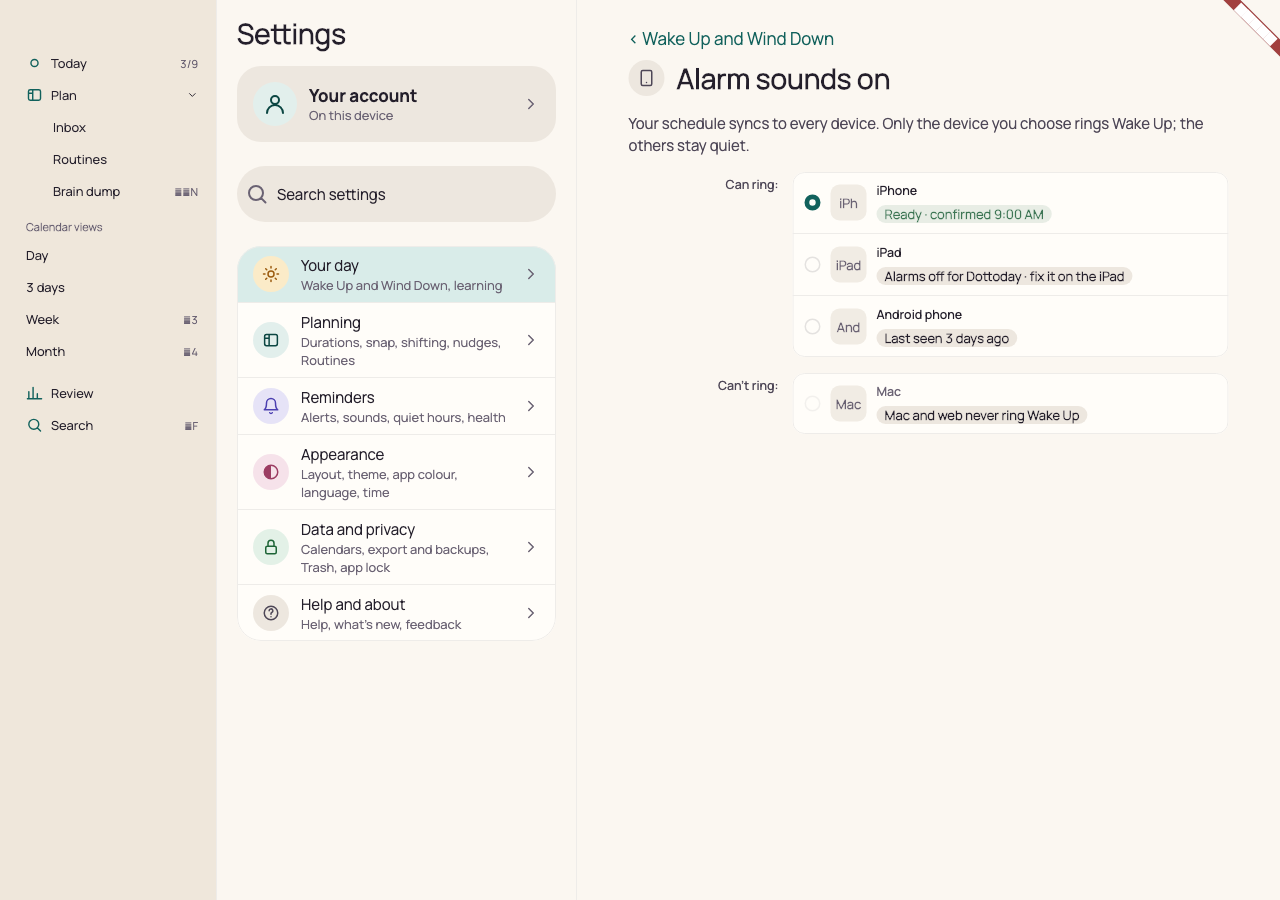 Today 3/9
Plan
Inbox
Routines
Brain dump N
Calendar views
Day
3 days
Week 3
Month 4
Review
Search F
Settings
Your account
On this device
Search settings
Your day
Wake Up and Wind Down, learning
Planning
Durations, snap, shifting, nudges,
Routines
Reminders
Alerts, sounds, quiet hours, health
Appearance
Layout, theme, app colour,
language, time
Data and privacy
Calendars, export and backups,
Trash, app lock
Help and about
Help, what's new, feedback
‹ Wake Up and Wind Down
Alarm sounds on
Your schedule syncs to every device. Only the device you choose rings Wake Up; the
others stay quiet.
Can ring:
iPh
iPhone
Ready · confirmed 9:00 AM
iPad
iPad
Alarms off for Dottoday · fix it on the iPad
And
Android phone
Last seen 3 days ago
Can't ring:
Mac
Mac
Mac and web never ring Wake Up